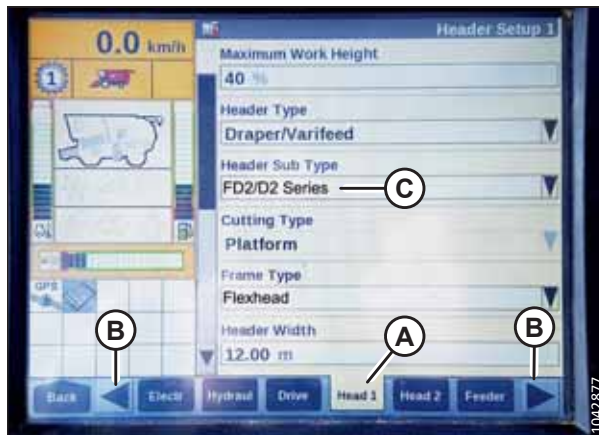 0.0 km/h
Header Setup 1
1
Maximum Work Height
40 %
Header Type
Draper/Varifeed
Header Sub Type
FD2/D2 Series
C
Cutting Type
Platform
Frame Type
Flexhead
GPS
Header Width
12.00 m
B
A
B
Back
Electr
Hydraul
Drive
Head 1
Head 2
Feeder
1042877